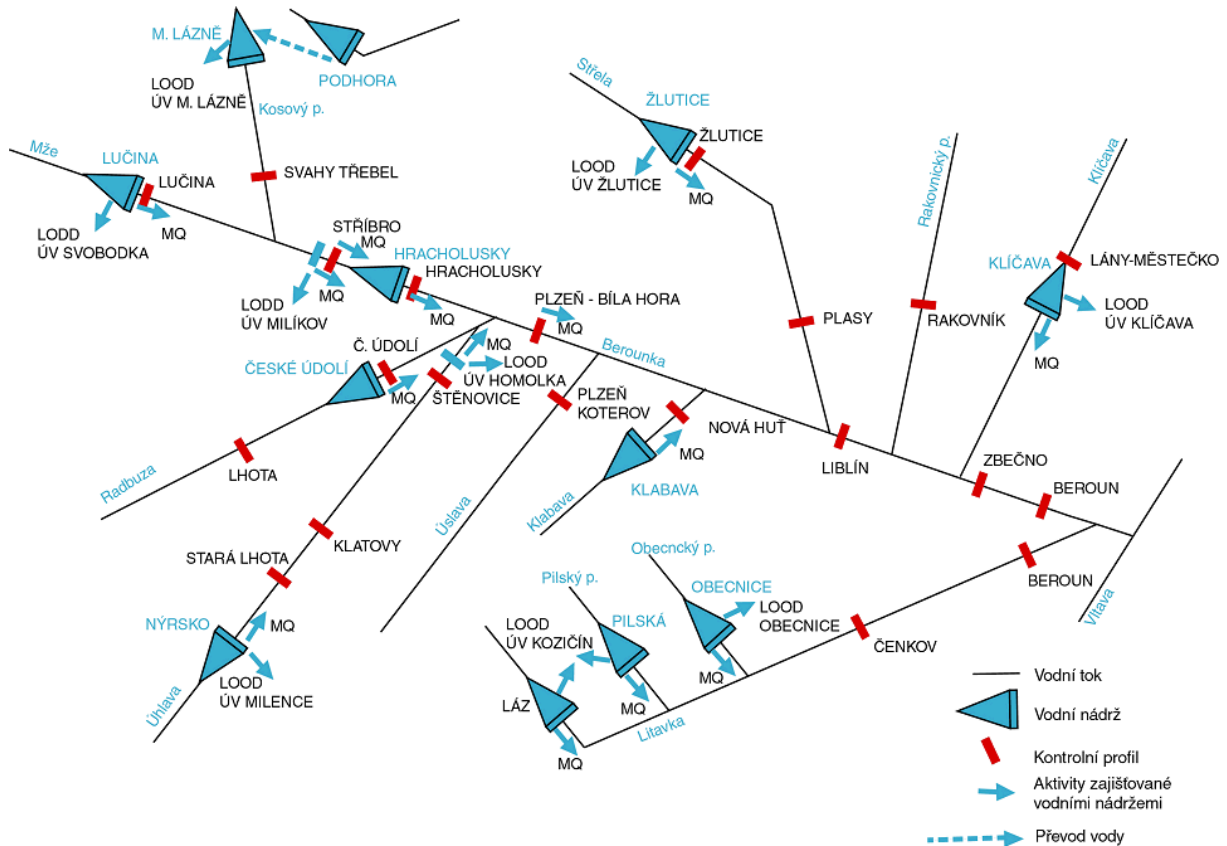 M. LÁZNĚ
PODHORA
LOOD
ÚV M. LÁZNĚ
Kosový p.
Mže
LUČINA
LUČINA
MQ
LODD
ÚV SVOBODKA
SVAHY TŘEBEL
STŘÍBRO
MQ
MQ
LODD
ÚV MILÍKOV
HRACHOLUSKY
HRACHOLUSKY
MQ
PLZEŇ - BÍLA HORA
MQ
Berounka
Střela
ŽLUTICE
ŽLUTICE
LOOD
ÚV ŽLUTICE
MQ
PLASY
Rakovnický p.
RAKOVNÍK
Klíčava
KLÍČAVA
LÁNY-MĚSTEČKO
LOOD
ÚV KLÍČAVA
MQ
Č. ÚDOLÍ
ČESKÉ ÚDOLÍ
MQ
MQ
LOOD
ÚV HOMOLKA
ŠTĚNOVICE
PLZEŇ
KOTEROV
NOVÁ HUŤ
MQ
KLABAVA
Klabava
LIBLÍN
ZBEČNO
BEROUN
LHOTA
Radbuza
Úslava
KLATOVY
STARÁ LHOTA
NÝRSKO
MQ
LOOD
ÚV MILENCE
Úhlava
Obecncký p.
Pilský p.
OBECNICE
LOOD
OBECNICE
MQ
LOOD
ÚV KOZIČÍN
PILSKÁ
MQ
LÁZ
MQ
Litavka
ČENKOV
BEROUN
Vltava
Vodní tok
Vodní nádrž
Kontrolní profil
Aktivity zajišťované
vodními nádržemi
Převod vody